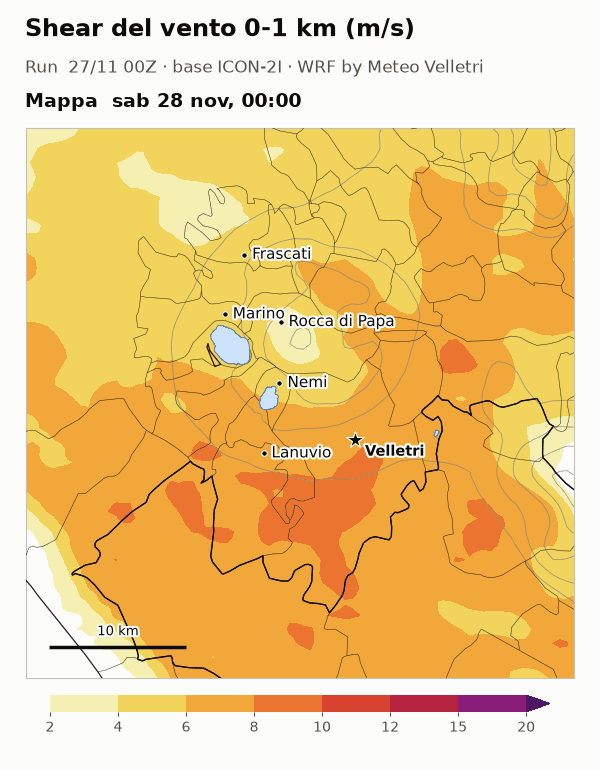 Shear del vento 0-1 km (m/s)
Run  27/11 00Z · base ICON-2I · WRF by Meteo Velletri
Mappa  sab 28 nov, 00:00
Frascati
Marino
Rocca di Papa
Nemi
Velletri
Lanuvio
10 km
2 4 6 8 10 12 15 20